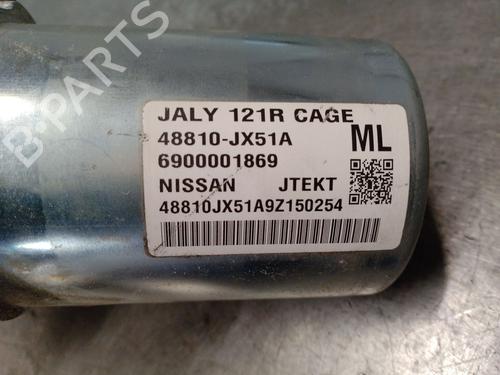 JALY 121R CAGE
48810-JX51A ML
6900001869
NISSAN JTEKT
48810JX51A9Z150254
B-PARTS